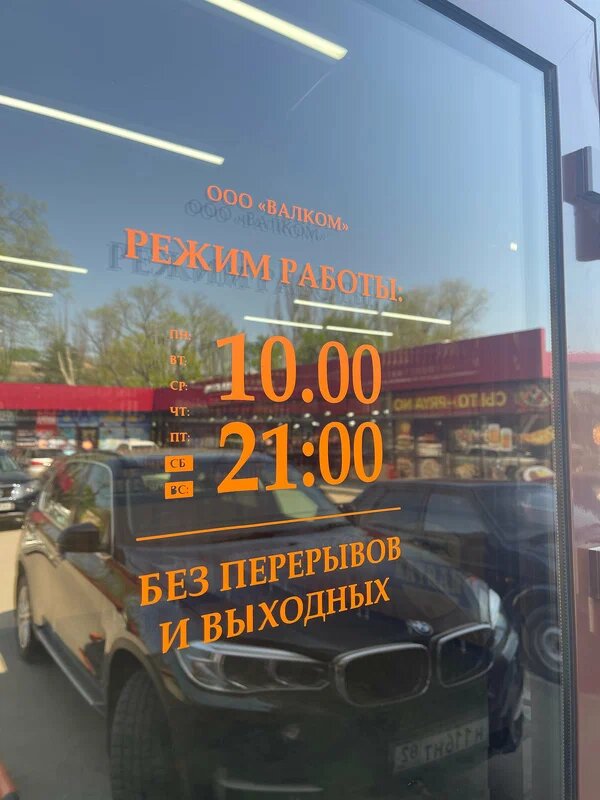 ООО «ВАЛКОМ»
РЕЖИМ РАБОТЫ:
ПН:
ВТ:
СР:
ЧТ:
ПТ:
СБ
ВС:
10.00
21:00
БЕЗ ПЕРЕРЫВОВ
И ВЫХОДНЫХ